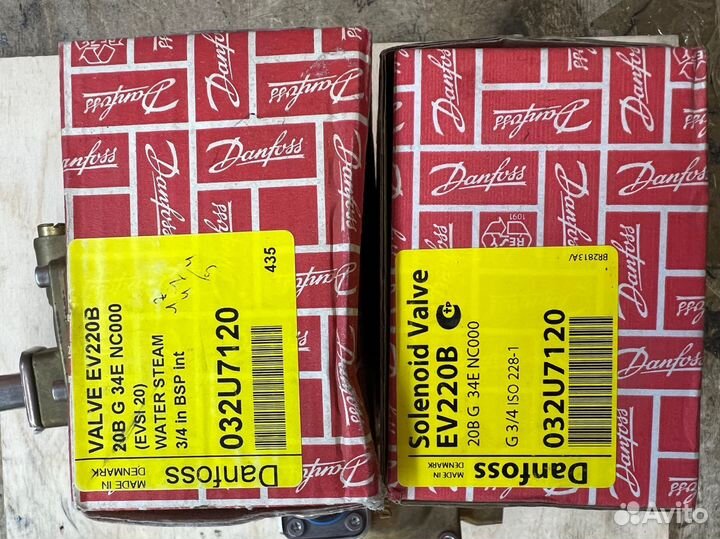 Danfoss
VALVE EV220B
20B G 34E NC000
(EVSI 20)
WATER STEAM
3/4 in BSP int
032U7120
435
MADE IN
DENMARK
Danfoss
Danfoss
Solenoid Valve
EV220B
20B G 34E NC000
G 3/4 ISO 228-1
032U7120
MADE IN
DENMARK
Danfoss
Avito